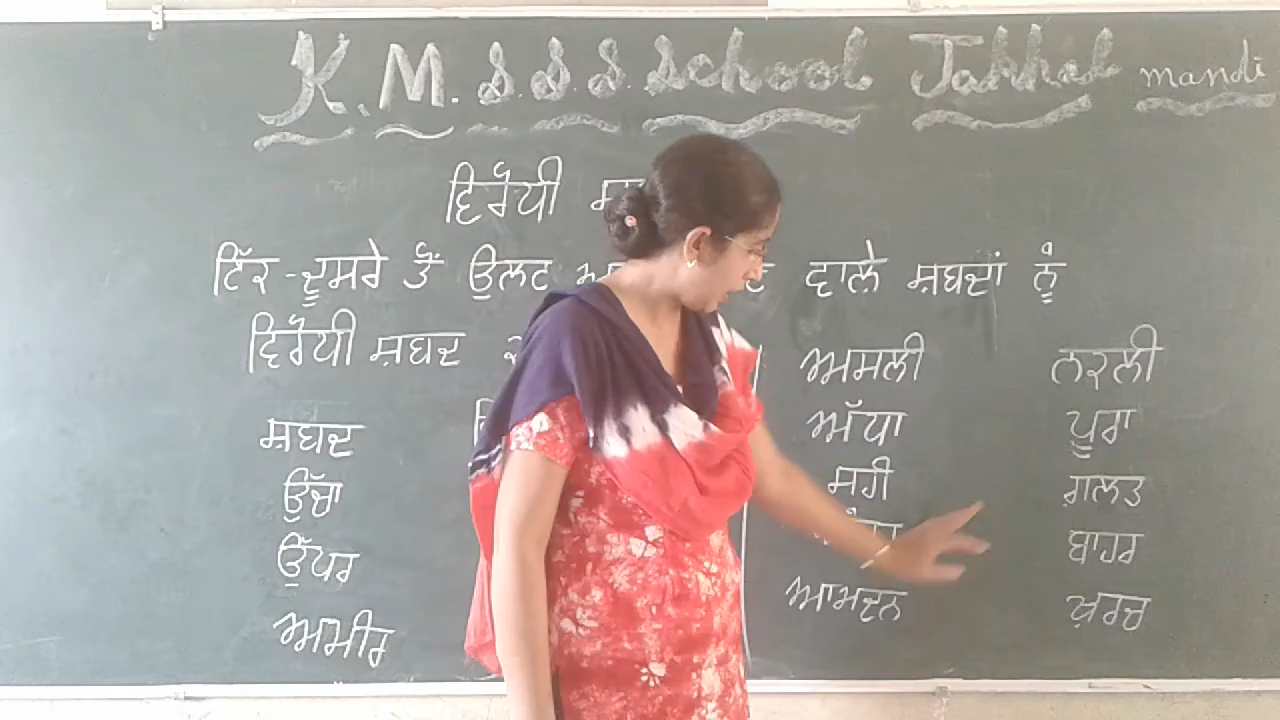 K. M. S. S. S. School Jakhal mandi
ਵਿਰੋਧੀ
ਇੱਕ-ਦੂਸਰੇ ਤੋਂ ਉਲਟ ਵਾਲੇ ਸ਼ਬਦਾਂ ਨੂੰ
ਵਿਰੋਧੀ ਸ਼ਬਦ
ਅਸਲੀ ਨਕਲੀ
ਸ਼ਬਦ ਅੱਧਾ ਪੂਰਾ
ਉੱਚਾ ਸਹੀ ਗ਼ਲਤ
ਉੱਪਰ ਬਾਹਰ
ਅਮੀਰ ਆਮਦਨ ਖ਼ਰਚ